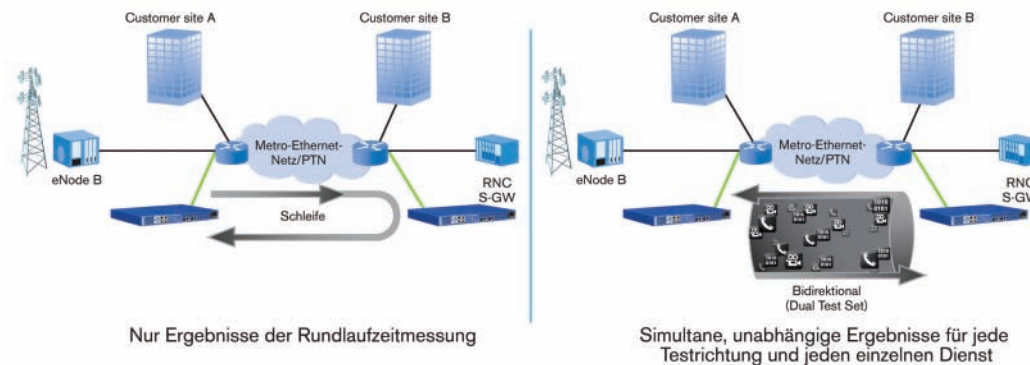 Customer site A
Customer site B
Metro-Ethernet-
Netz/PTN
eNode B
RNC
S-GW
Schleife
Nur Ergebnisse der Rundlaufzeitmessung
Customer site A
Customer site B
Metro-Ethernet-
Netz/PTN
eNode B
RNC
S-GW
1010
0101
Bidirektional
(Dual Test Set)
Simultane, unabhängige Ergebnisse für jede
Testrichtung und jeden einzelnen Dienst